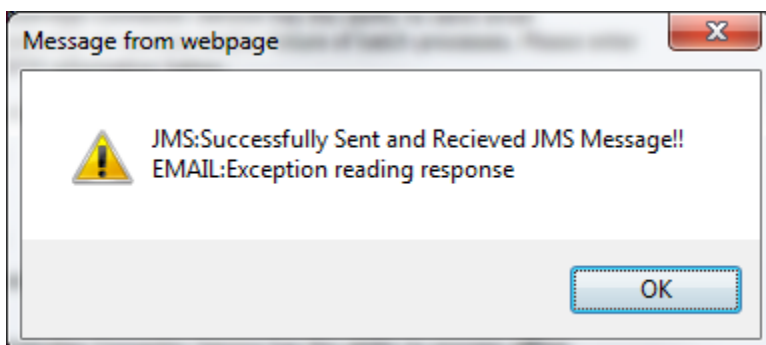 Message from webpage
JMS:Successfully Sent and Recieved JMS Message!!
EMAIL:Exception reading response
OK